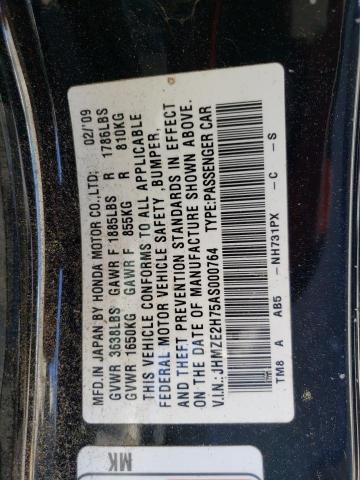 MFD.IN JAPAN BY HONDA MOTOR CO.,LTD: 02/'09
GVWR 3638LBS GAWR F 1885LBS R 1786LBS
GVWR 1650KG GAWR F 855KG R 810KG
THIS VEHICLE CONFORMS TO ALL APPLICABLE
FEDERAL MOTOR VEHICLE SAFETY ,BUMPER,
AND THEFT PREVENTION STANDARDS IN EFFECT
ON THE DATE OF MANUFACTURE SHOWN ABOVE.
V.I.N.: JHMZE2H75AS000764 TYPE:PASSENGER CAR
TM8 A AB5 -NH731PX -C -S
MK